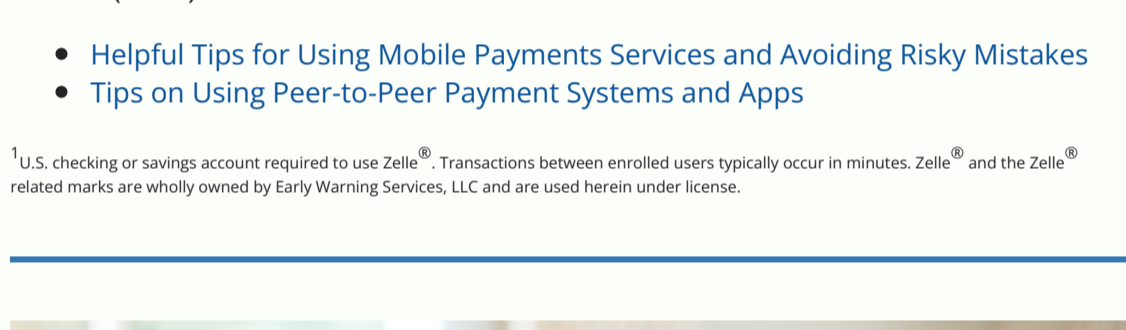 Helpful Tips for Using Mobile Payments Services and Avoiding Risky Mistakes
Tips on Using Peer-to-Peer Payment Systems and Apps
¹U.S. checking or savings account required to use Zelle®. Transactions between enrolled users typically occur in minutes. Zelle® and the Zelle®
related marks are wholly owned by Early Warning Services, LLC and are used herein under license.